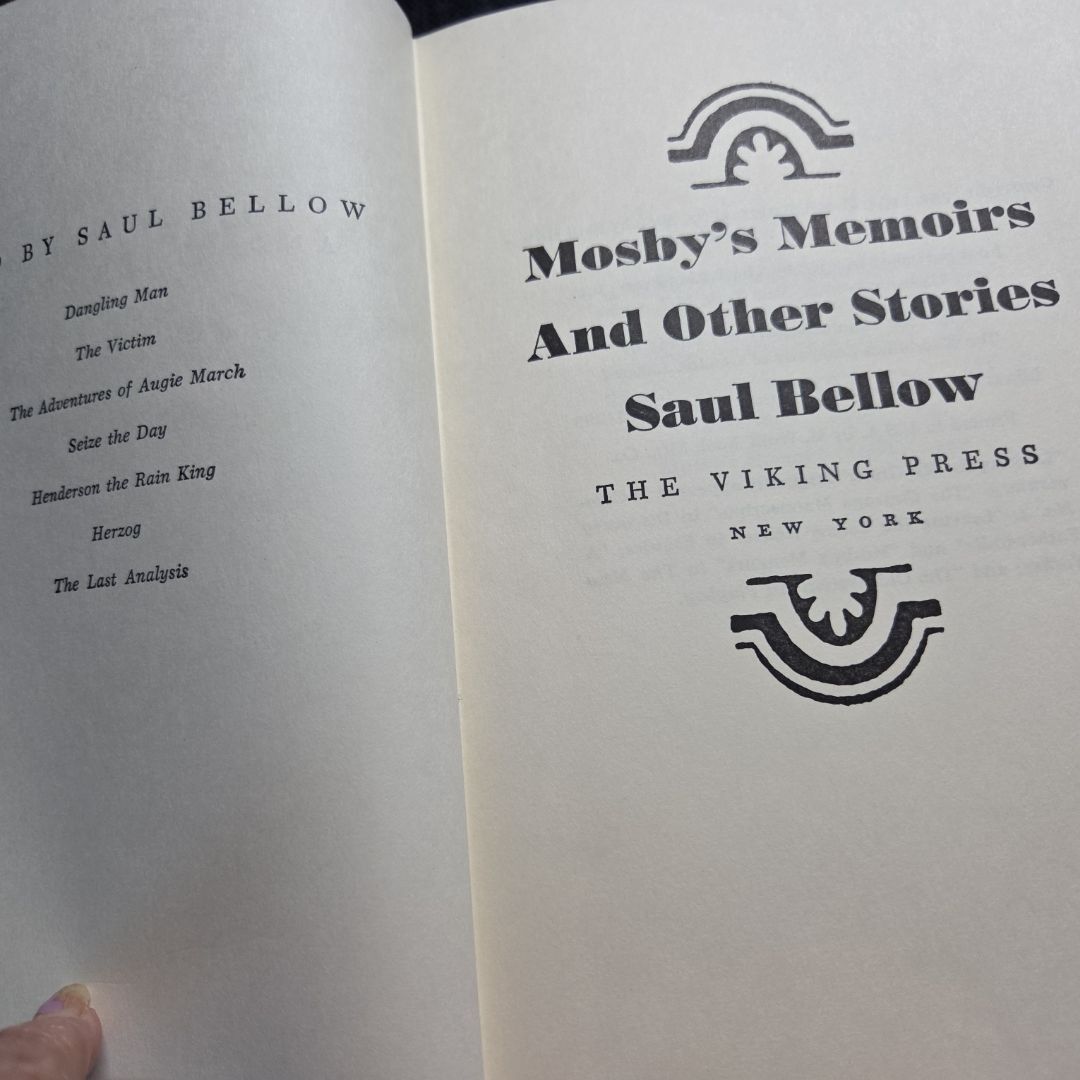 BY SAUL BELLOW
Dangling Man
The Victim
The Adventures of Augie March
Seize the Day
Henderson the Rain King
Herzog
The Last Analysis
Mosby's Memoirs
And Other Stories
Saul Bellow
THE VIKING PRESS
NEW YORK